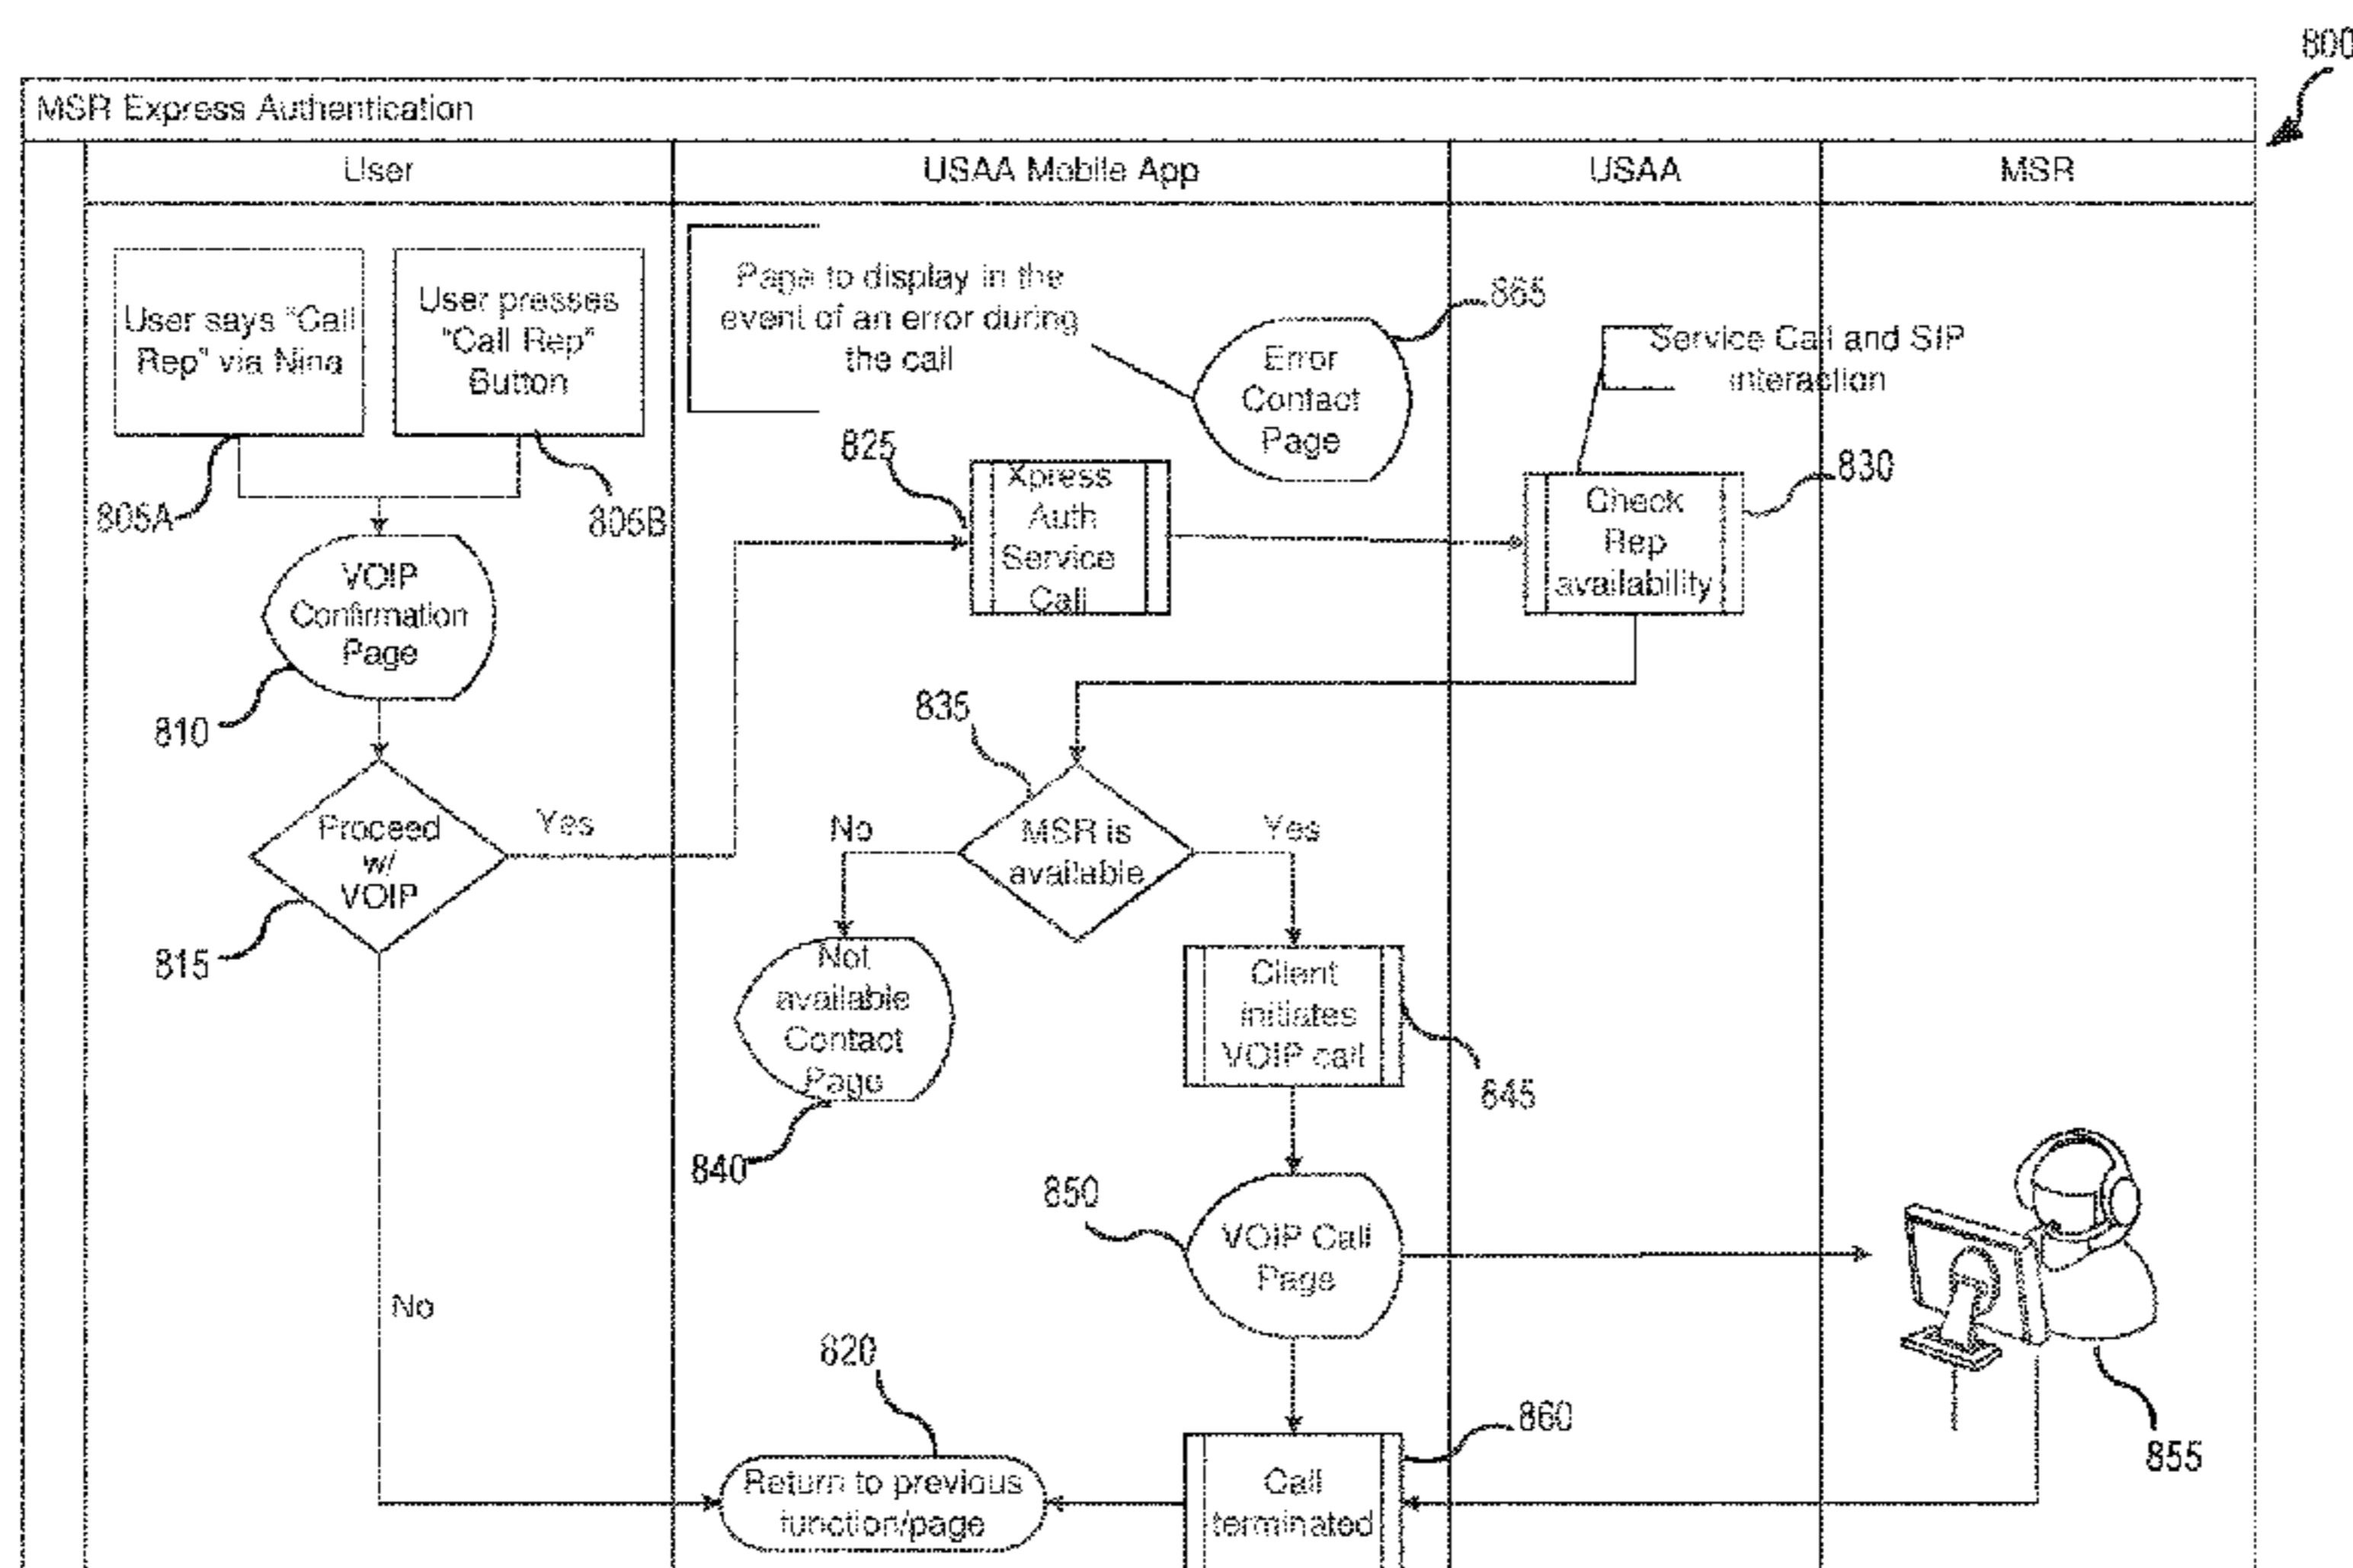 800
MSR Express Authentication
User
USAA Mobile App
USAA
MSR
User says "Call
Rep" via Nina
User presses
"Call Rep"
Button
805A
805B
Page to display in the
event of an error during
the call
865
Error
Contact
Page
Service Call and SIP
interaction
825
Xpress
Auth
Service
Call
830
Check
Rep
availability
VOIP
Confirmation
Page
810
835
Proceed
w/
VOIP
Yes
815
No
MSR is
available
No
Yes
Not
available
Contact
Page
840
Client
initiates
VOIP call
845
850
VOIP Call
Page
855
820
Return to previous
function/page
860
Call
terminated